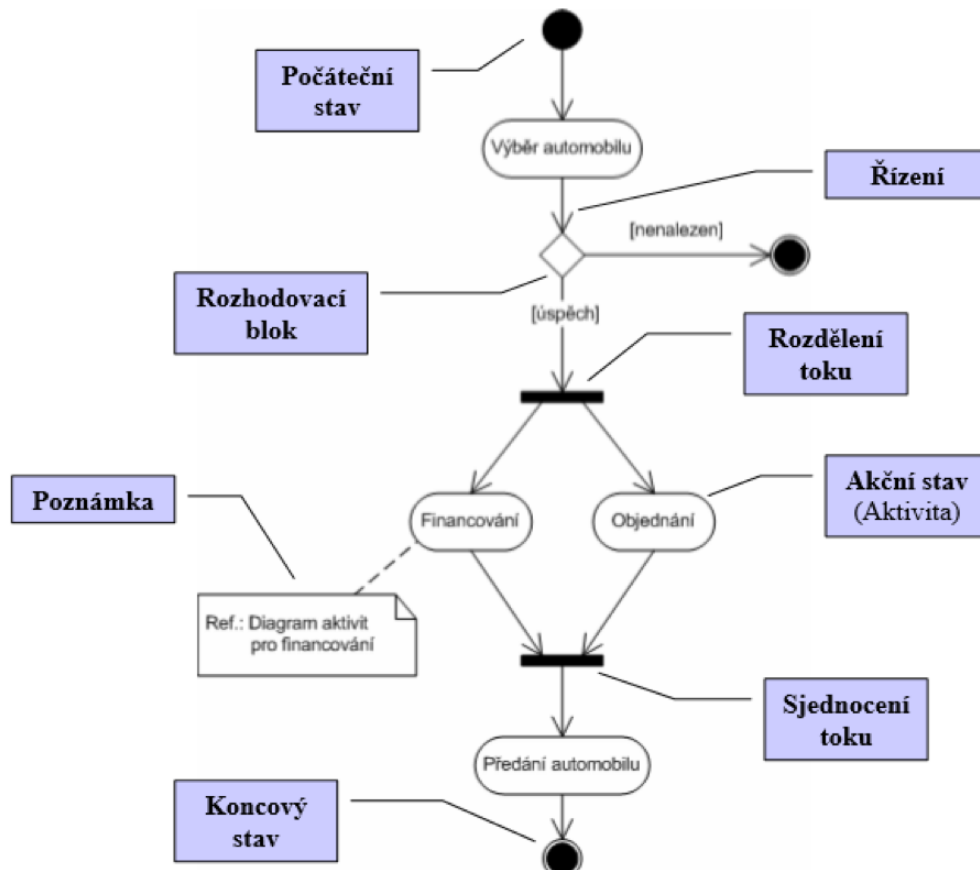 Počáteční
stav
Výběr automobilu
Řízení
[nenalezen]
Rozhodovací
blok
[úspěch]
Rozdělení
toku
Poznámka
Financování
Objednání
Akční stav
(Aktivita)
Ref.: Diagram aktivit
pro financování
Sjednocení
toku
Předání automobilu
Koncový
stav